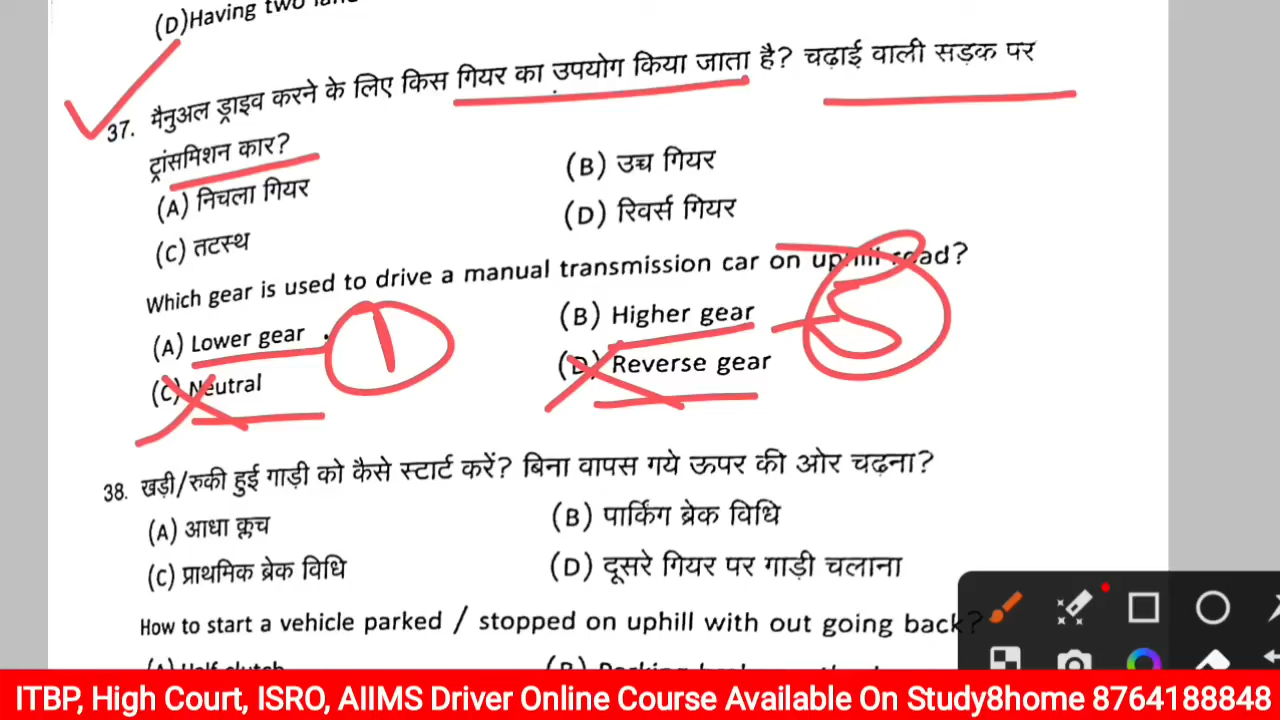 (D)Having two
37. मैनुअल ड्राइव करने के लिए किस गियर का उपयोग किया जाता है? चढ़ाई वाली सड़क पर
ट्रांसमिशन कार?
(A) निचला गियर (B) उच्च गियर
(C) तटस्थ (D) रिवर्स गियर
Which gear is used to drive a manual transmission car on uphill road?
(A) Lower gear (B) Higher gear
(C) Neutral (D) Reverse gear
1 5
38. खड़ी/रुकी हुई गाड़ी को कैसे स्टार्ट करें? बिना वापस गये ऊपर की ओर चढ़ना?
(A) आधा क्लच (B) पार्किंग ब्रेक विधि
(C) प्राथमिक ब्रेक विधि (D) दूसरे गियर पर गाड़ी चलाना
How to start a vehicle parked / stopped on uphill with out going back?
ITBP, High Court, ISRO, AIIMS Driver Online Course Available On Study8home 8764188848